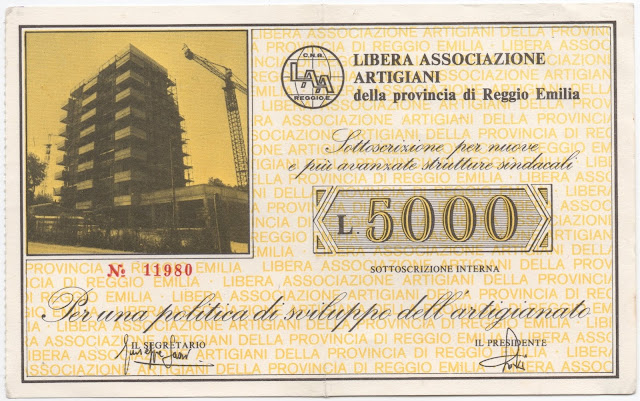 C.N.A.
LAA
REGGIO E.
LIBERA ASSOCIAZIONE
ARTIGIANI
della provincia di Reggio Emilia
Sottoscrizione per nuove
e più avanzate strutture sindacali
L. 5000
SOTTOSCRIZIONE INTERNA
№ 11980
Per una politica di sviluppo dell'artigianato
IL SEGRETARIO
IL PRESIDENTE